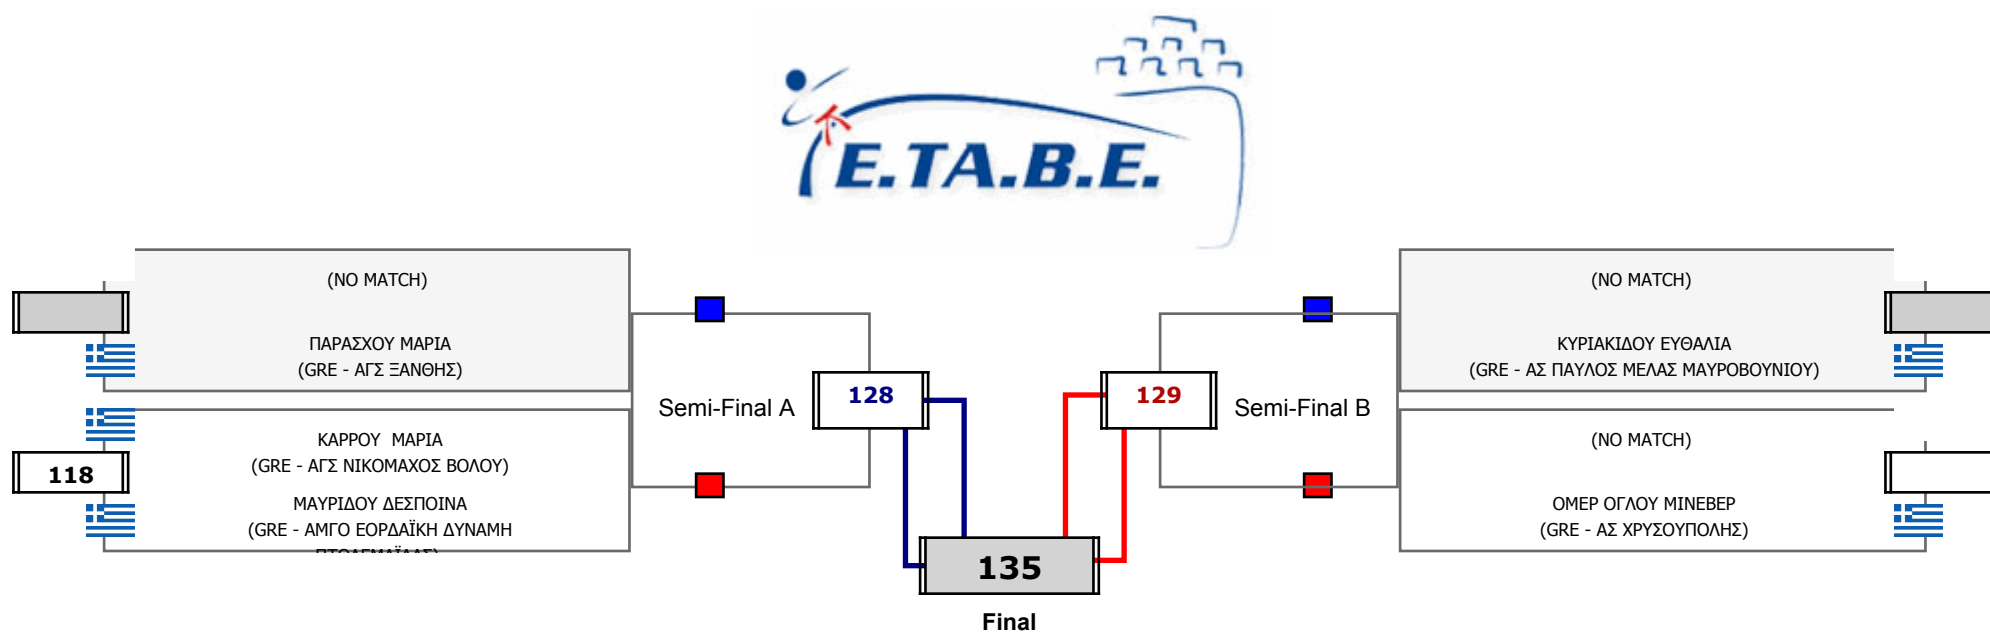 E.TA.B.E.
(NO MATCH)
ΠΑΡΑΣΧΟΥ ΜΑΡΙΑ
(GRE - ΑΓΣ ΞΑΝΘΗΣ)
118
ΚΑΡΡΟΥ ΜΑΡΙΑ
(GRE - ΑΓΣ ΝΙΚΟΜΑΧΟΣ ΒΟΛΟΥ)
ΜΑΥΡΙΔΟΥ ΔΕΣΠΟΙΝΑ
(GRE - ΑΜΓΟ ΕΟΡΔΑΪΚΗ ΔΥΝΑΜΗ
Semi-Final A
128
129
Semi-Final B
(NO MATCH)
ΚΥΡΙΑΚΙΔΟΥ ΕΥΘΑΛΙΑ
(GRE - ΑΣ ΠΑΥΛΟΣ ΜΕΛΑΣ ΜΑΥΡΟΒΟΥΝΙΟΥ)
(NO MATCH)
ΟΜΕΡ ΟΓΛΟΥ ΜΙΝΕΒΕΡ
(GRE - ΑΣ ΧΡΥΣΟΥΠΟΛΗΣ)
135
Final